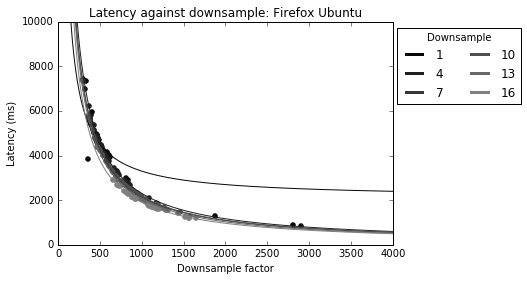 Latency against downsample: Firefox Ubuntu
Latency (ms)
10000
8000
6000
4000
2000
0
0 500 1000 1500 2000 2500 3000 3500 4000
Downsample factor
Downsample
1 10
4 13
7 16